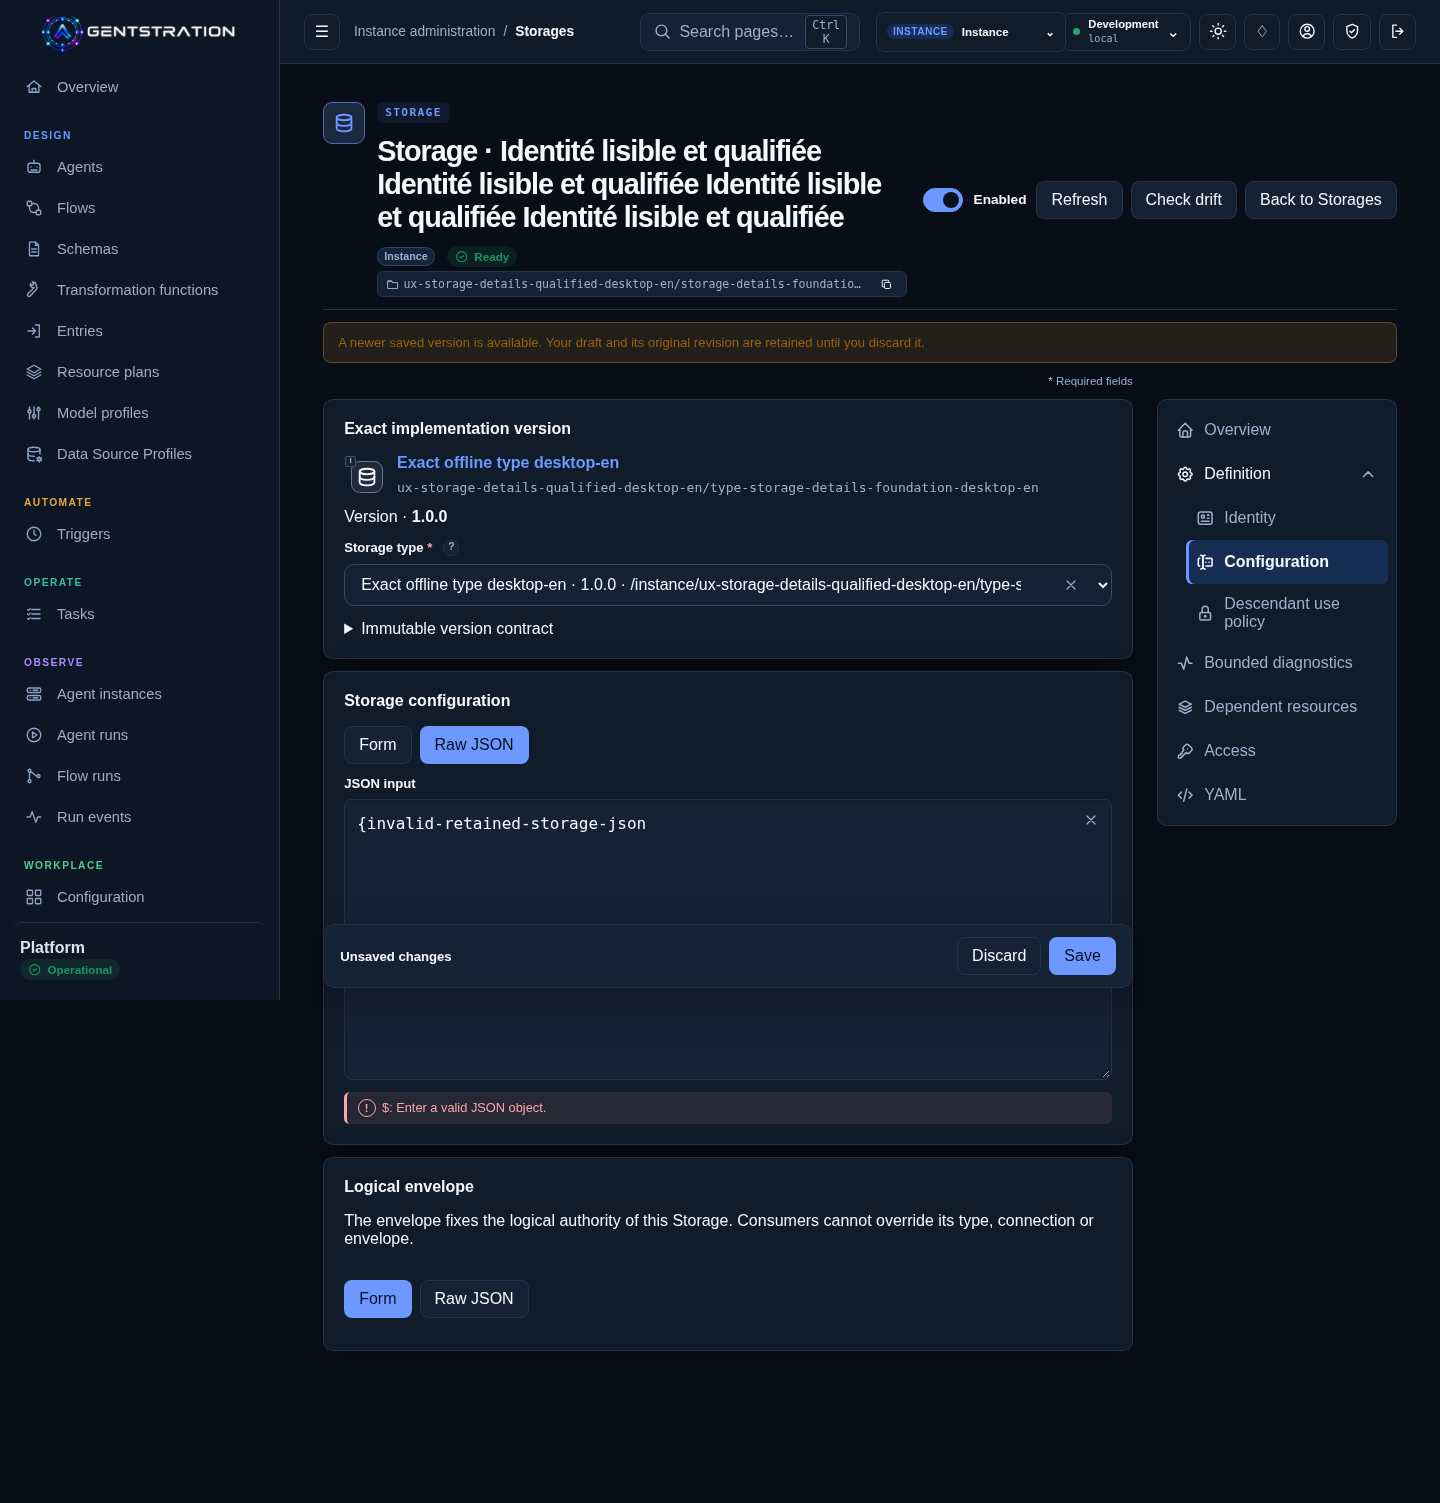 GENTSTRATION
Overview
DESIGN
Agents
Flows
Schemas
Transformation functions
Entries
Resource plans
Model profiles
Data Source Profiles
AUTOMATE
Triggers
OPERATE
Tasks
OBSERVE
Agent instances
Agent runs
Flow runs
Run events
WORKPLACE
Configuration
Platform
Operational
Instance administration / Storages
Search pages…
Ctrl
K
INSTANCE Instance
Development
local
STORAGE
Storage · Identité lisible et qualifiée
Identité lisible et qualifiée Identité lisible
et qualifiée Identité lisible et qualifiée
Enabled
Refresh
Check drift
Back to Storages
Instance
Ready
ux-storage-details-qualified-desktop-en/storage-details-foundatio…
A newer saved version is available. Your draft and its original revision are retained until you discard it.
* Required fields
Exact implementation version
I
Exact offline type desktop-en
ux-storage-details-qualified-desktop-en/type-storage-details-foundation-desktop-en
Version · 1.0.0
Storage type * ?
Exact offline type desktop-en · 1.0.0 · /instance/ux-storage-details-qualified-desktop-en/type-s
Immutable version contract
Storage configuration
Form
Raw JSON
JSON input
{invalid-retained-storage-json
Unsaved changes
Discard
Save
! $: Enter a valid JSON object.
Logical envelope
The envelope fixes the logical authority of this Storage. Consumers cannot override its type, connection or
envelope.
Form
Raw JSON
Overview
Definition
Identity
Configuration
Descendant use
policy
Bounded diagnostics
Dependent resources
Access
YAML